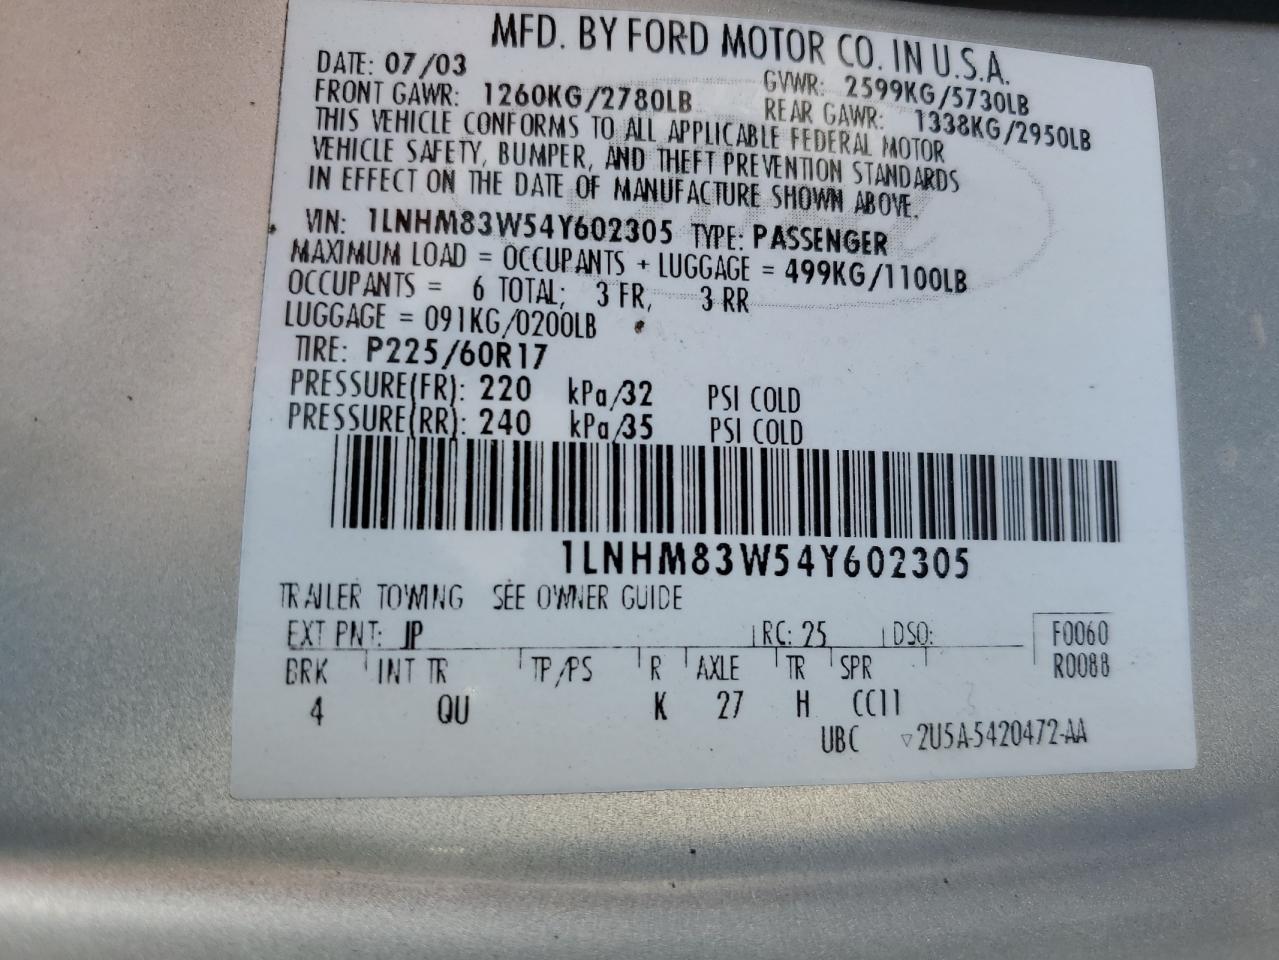 MFD. BY FORD MOTOR CO. IN U.S.A.
DATE: 07/03 GVWR: 2599KG/5730LB
FRONT GAWR: 1260KG/2780LB REAR GAWR: 1338KG/2950LB
THIS VEHICLE CONFORMS TO ALL APPLICABLE FEDERAL MOTOR
VEHICLE SAFETY, BUMPER, AND THEFT PREVENTION STANDARDS
IN EFFECT ON THE DATE OF MANUFACTURE SHOWN ABOVE.
VIN: 1LNHM83W54Y602305 TYPE: PASSENGER
MAXIMUM LOAD = OCCUPANTS + LUGGAGE = 499KG/1100LB
OCCUPANTS = 6 TOTAL; 3 FR, 3 RR
LUGGAGE = 091KG/0200LB
TIRE: P225/60R17
PRESSURE(FR): 220 kPa/32 PSI COLD
PRESSURE(RR): 240 kPa/35 PSI COLD
1LNHM83W54Y602305
TRAILER TOWING SEE OWNER GUIDE
EXT PNT: JP RC: 25 DSO: F0060
BRK INT TR TP/PS R AXLE TR SPR R0088
4 QU K 27 H CC11
UBC ▽2U5A-5420472-AA